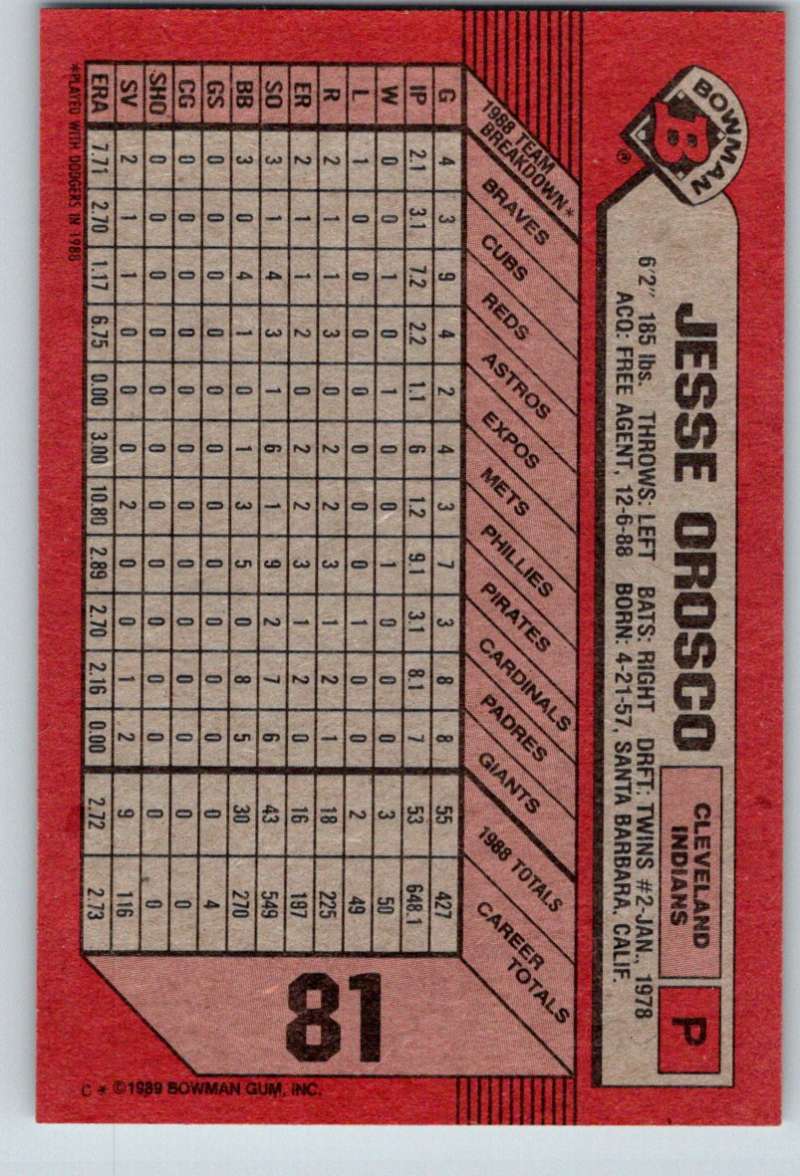 BOWMAN
B ®
JESSE OROSCO
CLEVELAND
INDIANS
P
6'2" 185 lbs. THROWS: LEFT BATS: RIGHT DRFT: TWINS #2-JAN., 1978
ACQ: FREE AGENT, 12-6-88 BORN: 4-21-57, SANTA BARBARA, CALIF.
1988 TEAM
BREAKDOWN*
BRAVES
CUBS
REDS
ASTROS
EXPOS
METS
PHILLIES
PIRATES
CARDINALS
PADRES
GIANTS
1988 TOTALS
CAREER
TOTALS
G 4 3 9 4 2 4 3 7 3 8 8 55 427
IP 2.1 3.1 7.2 2.2 1.1 6 1.2 9.1 3.1 8.1 7 53 648.1
W 0 0 1 0 1 0 0 1 0 0 0 3 50
L 1 0 0 0 0 0 0 0 1 0 0 2 49
R 2 1 1 3 0 2 2 3 1 2 1 18 225
ER 2 1 1 2 0 2 2 3 1 2 0 16 197
SO 3 1 4 3 1 6 1 9 2 7 6 43 549
BB 3 0 4 1 0 1 3 5 0 8 5 30 270
GS 0 0 0 0 0 0 0 0 0 0 0 0 4
CG 0 0 0 0 0 0 0 0 0 0 0 0 0
SHO 0 0 0 0 0 0 0 0 0 0 0 0 0
SV 2 1 1 0 0 0 2 0 0 1 2 9 116
ERA 7.71 2.70 1.17 6.75 0.00 3.00 10.80 2.89 2.70 2.16 0.00 2.72 2.73
*PLAYED WITH DODGERS IN 1988
81
C * ©1989 BOWMAN GUM, INC.